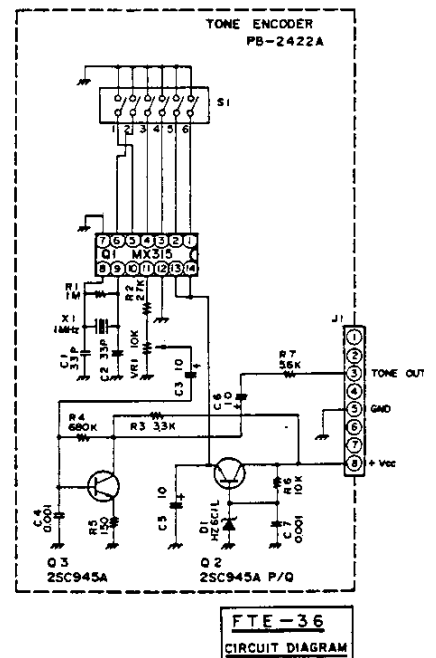 TONE ENCODER
PB-2422A
S1
1 2 3 4 5 6
7 6 5 4 3 2 1
Q1 MX315
8 9 10 11 12 13 14
R1
1M
R2
27K
X1
1MHz
C1
33P
C2 33P
VR1 10K
C3 10
+
J1
1
2
3
4
5
6
7
8
TONE OUT
GND
+ Vcc
R7
56K
C6
10
+
R4
680K
R3 3.3K
C4
0.001
R5
150
C5 10
+
D1
HZ6C1L
R6
10K
C7
0.001
Q3
2SC945A
Q2
2SC945A P/Q
FTE-36
CIRCUIT DIAGRAM